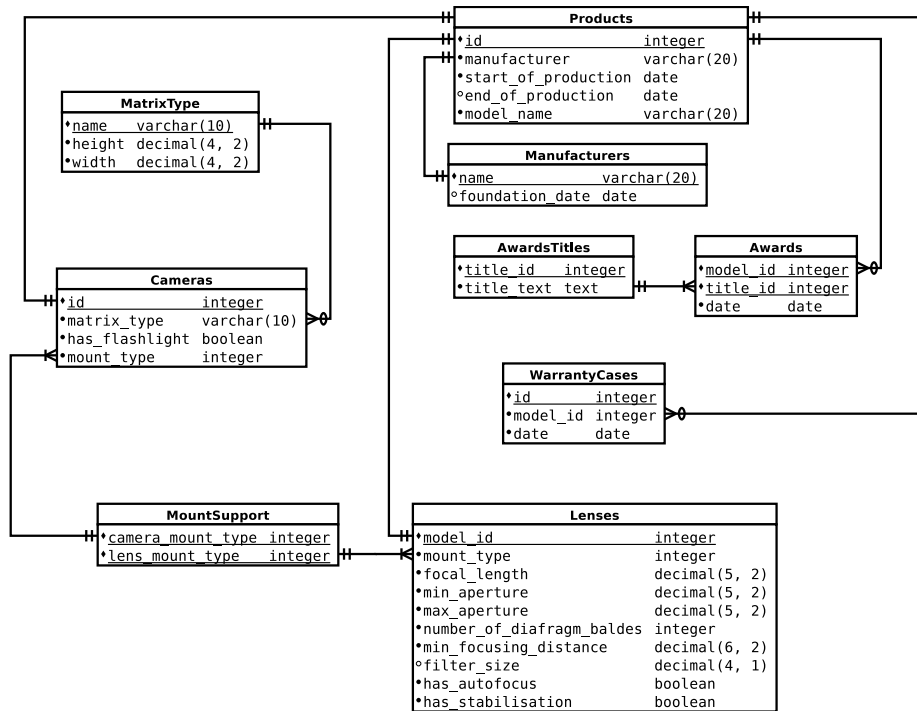 Products
id integer
manufacturer varchar(20)
start_of_production date
end_of_production date
model_name varchar(20)
MatrixType
name varchar(10)
height decimal(4, 2)
width decimal(4, 2)
Manufacturers
name varchar(20)
foundation_date date
AwardsTitles
title_id integer
title_text text
Awards
model_id integer
title_id integer
date date
Cameras
id integer
matrix_type varchar(10)
has_flashlight boolean
mount_type integer
WarrantyCases
id integer
model_id integer
date date
MountSupport
camera_mount_type integer
lens_mount_type integer
Lenses
model_id integer
mount_type integer
focal_length decimal(5, 2)
min_aperture decimal(5, 2)
max_aperture decimal(5, 2)
number_of_diafragm_baldes integer
min_focusing_distance decimal(6, 2)
filter_size decimal(4, 1)
has_autofocus boolean
has_stabilisation boolean